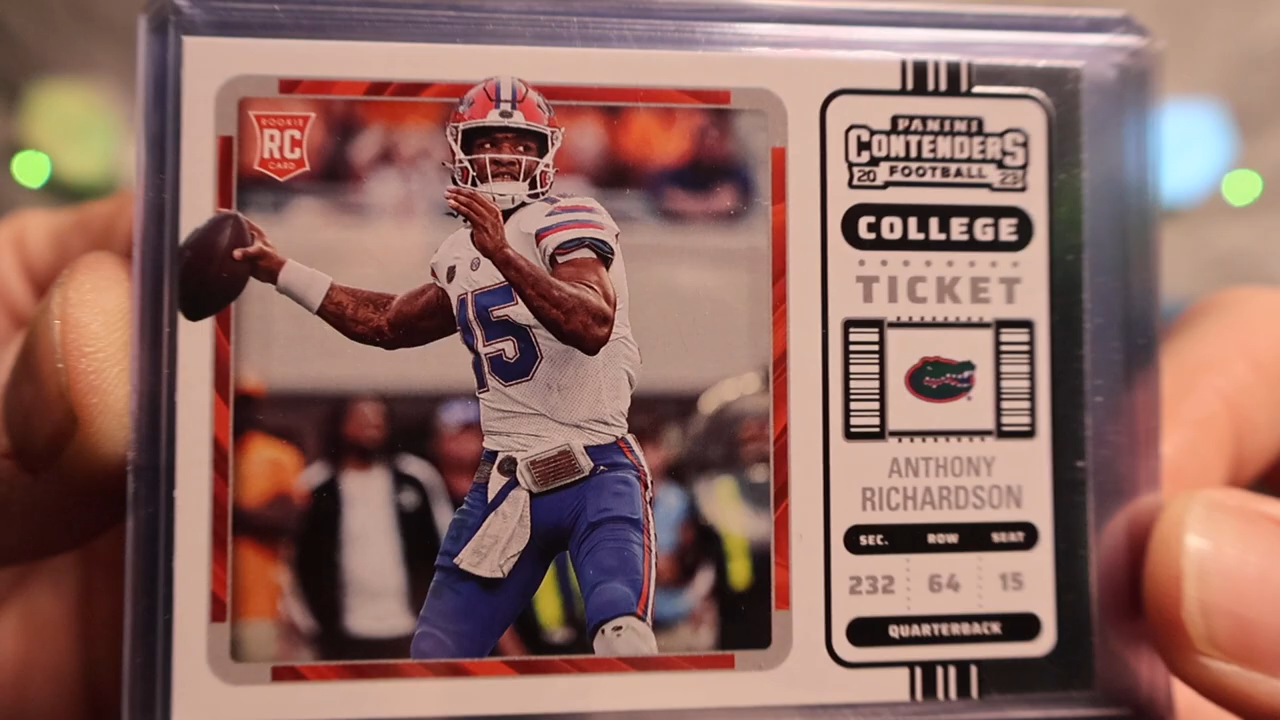 ROOKIE
RC
CARD
15
PANINI
CONTENDERS
20 FOOTBALL 23
COLLEGE
TICKET
ANTHONY
RICHARDSON
SEC. ROW SEAT
232 64 15
QUARTERBACK